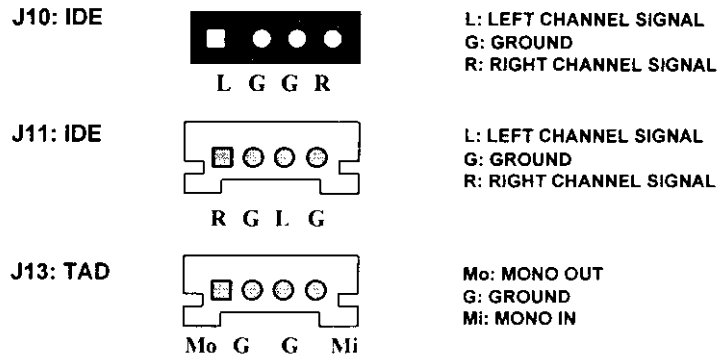 J10: IDE
L G G R
L: LEFT CHANNEL SIGNAL
G: GROUND
R: RIGHT CHANNEL SIGNAL
J11: IDE
R G L G
L: LEFT CHANNEL SIGNAL
G: GROUND
R: RIGHT CHANNEL SIGNAL
J13: TAD
Mo G G Mi
Mo: MONO OUT
G: GROUND
Mi: MONO IN